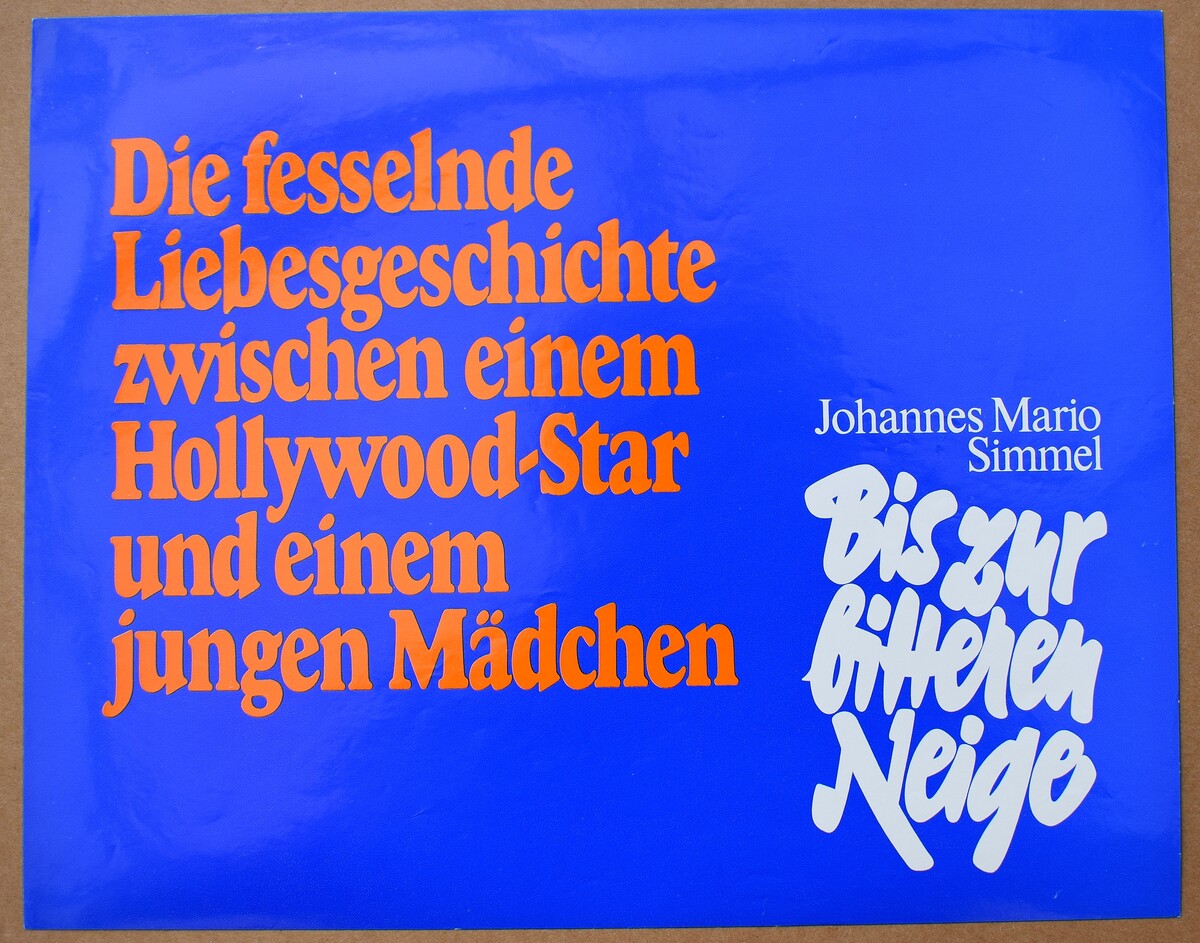 Die fesselnde
Liebesgeschichte
zwischen einem
Hollywood-Star
und einem
jungen Mädchen
Johannes Mario
Simmel
Bis zur
bitteren
Neige